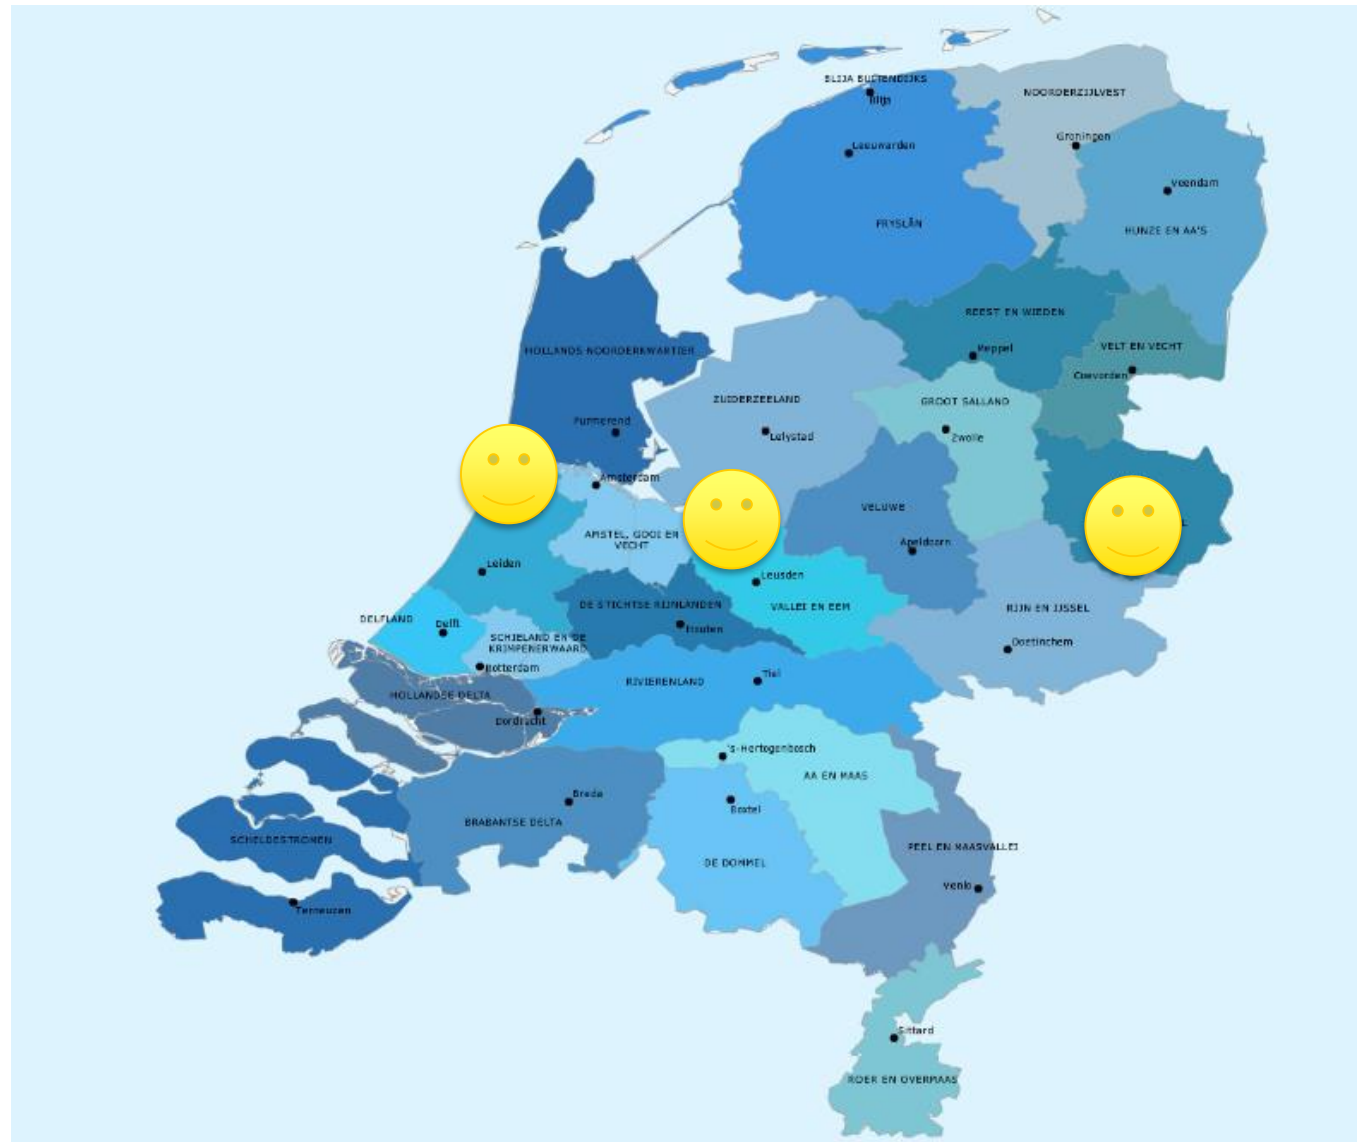 BLIJA BUITENDIJKS
Blija
NOORDERZIJLVEST
Groningen
Leeuwarden
Veendam
FRYSLÂN
HUNZE EN AA'S
REEST EN WIEDEN
Meppel
VELT EN VECHT
Coevorden
HOLLANDS NOORDERKWARTIER
ZUIDERZEELAND
GROOT SALLAND
Purmerend
Lelystad
Zwolle
Amsterdam
VELUWE
AMSTEL, GOOI EN
VECHT
L
Apeldoorn
Leiden
Leusden
DE STICHTSE RIJNLANDEN
VALLEI EN EEM
RIJN EN IJSSEL
DELFLAND
Delft
Houten
SCHIELAND EN DE
KRIMPENERWAARD
Doetinchem
Rotterdam
Tiel
RIVIERENLAND
HOLLANDSE DELTA
Dordrecht
's-Hertogenbosch
AA EN MAAS
Breda
Boxtel
BRABANTSE DELTA
SCHELDESTROMEN
PEEL EN MAASVALLEI
DE DOMMEL
Venlo
Terneuzen
Sittard
ROER EN OVERMAAS